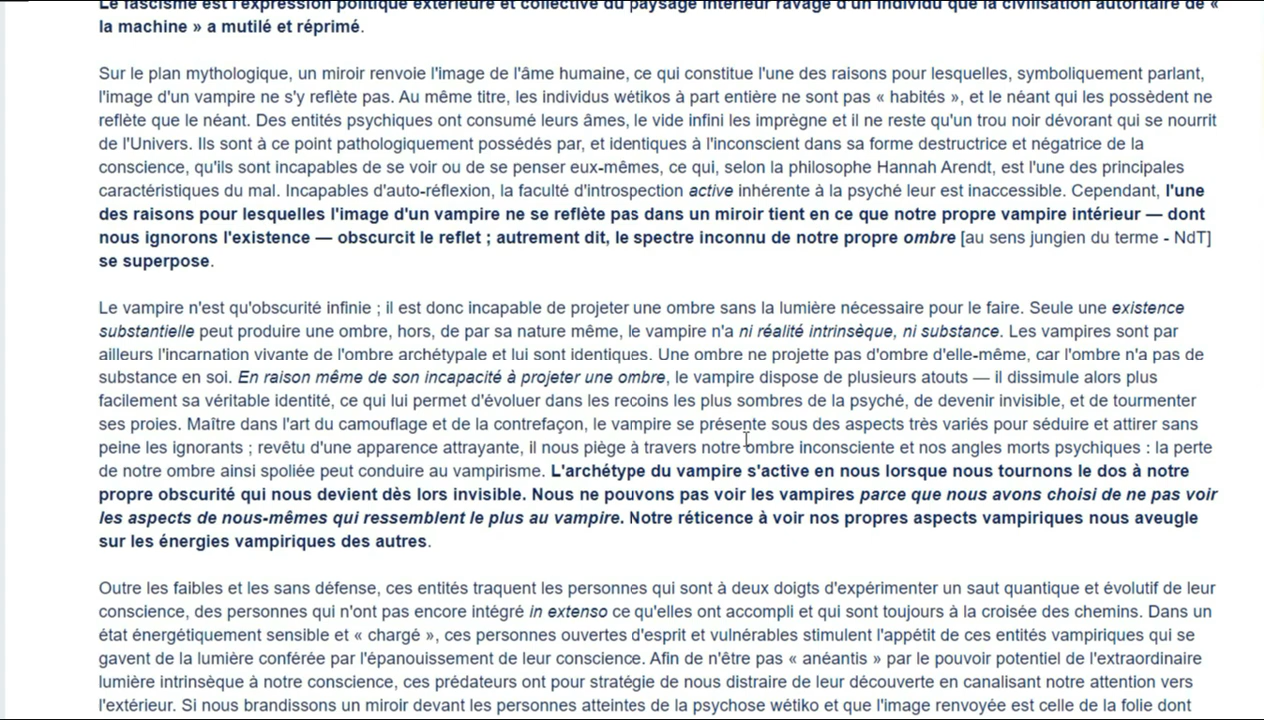 Le fascisme est l'expression politique extérieure et collective du paysage intérieur ravagé d'un individu que la civilisation autoritaire de «
la machine » a mutilé et réprimé.
Sur le plan mythologique, un miroir renvoie l'image de l'âme humaine, ce qui constitue l'une des raisons pour lesquelles, symboliquement parlant,
l'image d'un vampire ne s'y reflète pas. Au même titre, les individus wétikos à part entière ne sont pas « habités », et le néant qui les possèdent ne
reflète que le néant. Des entités psychiques ont consumé leurs âmes, le vide infini les imprègne et il ne reste qu'un trou noir dévorant qui se nourrit
de l'Univers. Ils sont à ce point pathologiquement possédés par, et identiques à l'inconscient dans sa forme destructrice et négatrice de la
conscience, qu'ils sont incapables de se voir ou de se penser eux-mêmes, ce qui, selon la philosophe Hannah Arendt, est l'une des principales
caractéristiques du mal. Incapables d'auto-réflexion, la faculté d'introspection active inhérente à la psyché leur est inaccessible. Cependant, l'une
des raisons pour lesquelles l'image d'un vampire ne se reflète pas dans un miroir tient en ce que notre propre vampire intérieur — dont
nous ignorons l'existence — obscurcit le reflet ; autrement dit, le spectre inconnu de notre propre ombre [au sens jungien du terme - NdT]
se superpose.
Le vampire n'est qu'obscurité infinie ; il est donc incapable de projeter une ombre sans la lumière nécessaire pour le faire. Seule une existence
substantielle peut produire une ombre, hors, de par sa nature même, le vampire n'a ni réalité intrinsèque, ni substance. Les vampires sont par
ailleurs l'incarnation vivante de l'ombre archétypale et lui sont identiques. Une ombre ne projette pas d'ombre d'elle-même, car l'ombre n'a pas de
substance en soi. En raison même de son incapacité à projeter une ombre, le vampire dispose de plusieurs atouts — il dissimule alors plus
facilement sa véritable identité, ce qui lui permet d'évoluer dans les recoins les plus sombres de la psyché, de devenir invisible, et de tourmenter
ses proies. Maître dans l'art du camouflage et de la contrefaçon, le vampire se présente sous des aspects très variés pour séduire et attirer sans
peine les ignorants ; revêtu d'une apparence attrayante, il nous piège à travers notre ombre inconsciente et nos angles morts psychiques : la perte
de notre ombre ainsi spoliée peut conduire au vampirisme. L'archétype du vampire s'active en nous lorsque nous tournons le dos à notre
propre obscurité qui nous devient dès lors invisible. Nous ne pouvons pas voir les vampires parce que nous avons choisi de ne pas voir
les aspects de nous-mêmes qui ressemblent le plus au vampire. Notre réticence à voir nos propres aspects vampiriques nous aveugle
sur les énergies vampiriques des autres.
Outre les faibles et les sans défense, ces entités traquent les personnes qui sont à deux doigts d'expérimenter un saut quantique et évolutif de leur
conscience, des personnes qui n'ont pas encore intégré in extenso ce qu'elles ont accompli et qui sont toujours à la croisée des chemins. Dans un
état énergétiquement sensible et « chargé », ces personnes ouvertes d'esprit et vulnérables stimulent l'appétit de ces entités vampiriques qui se
gavent de la lumière conférée par l'épanouissement de leur conscience. Afin de n'être pas « anéantis » par le pouvoir potentiel de l'extraordinaire
lumière intrinsèque à notre conscience, ces prédateurs ont pour stratégie de nous distraire de leur découverte en canalisant notre attention vers
l'extérieur. Si nous brandissons un miroir devant les personnes atteintes de la psychose wétiko et que l'image renvoyée est celle de la folie dont